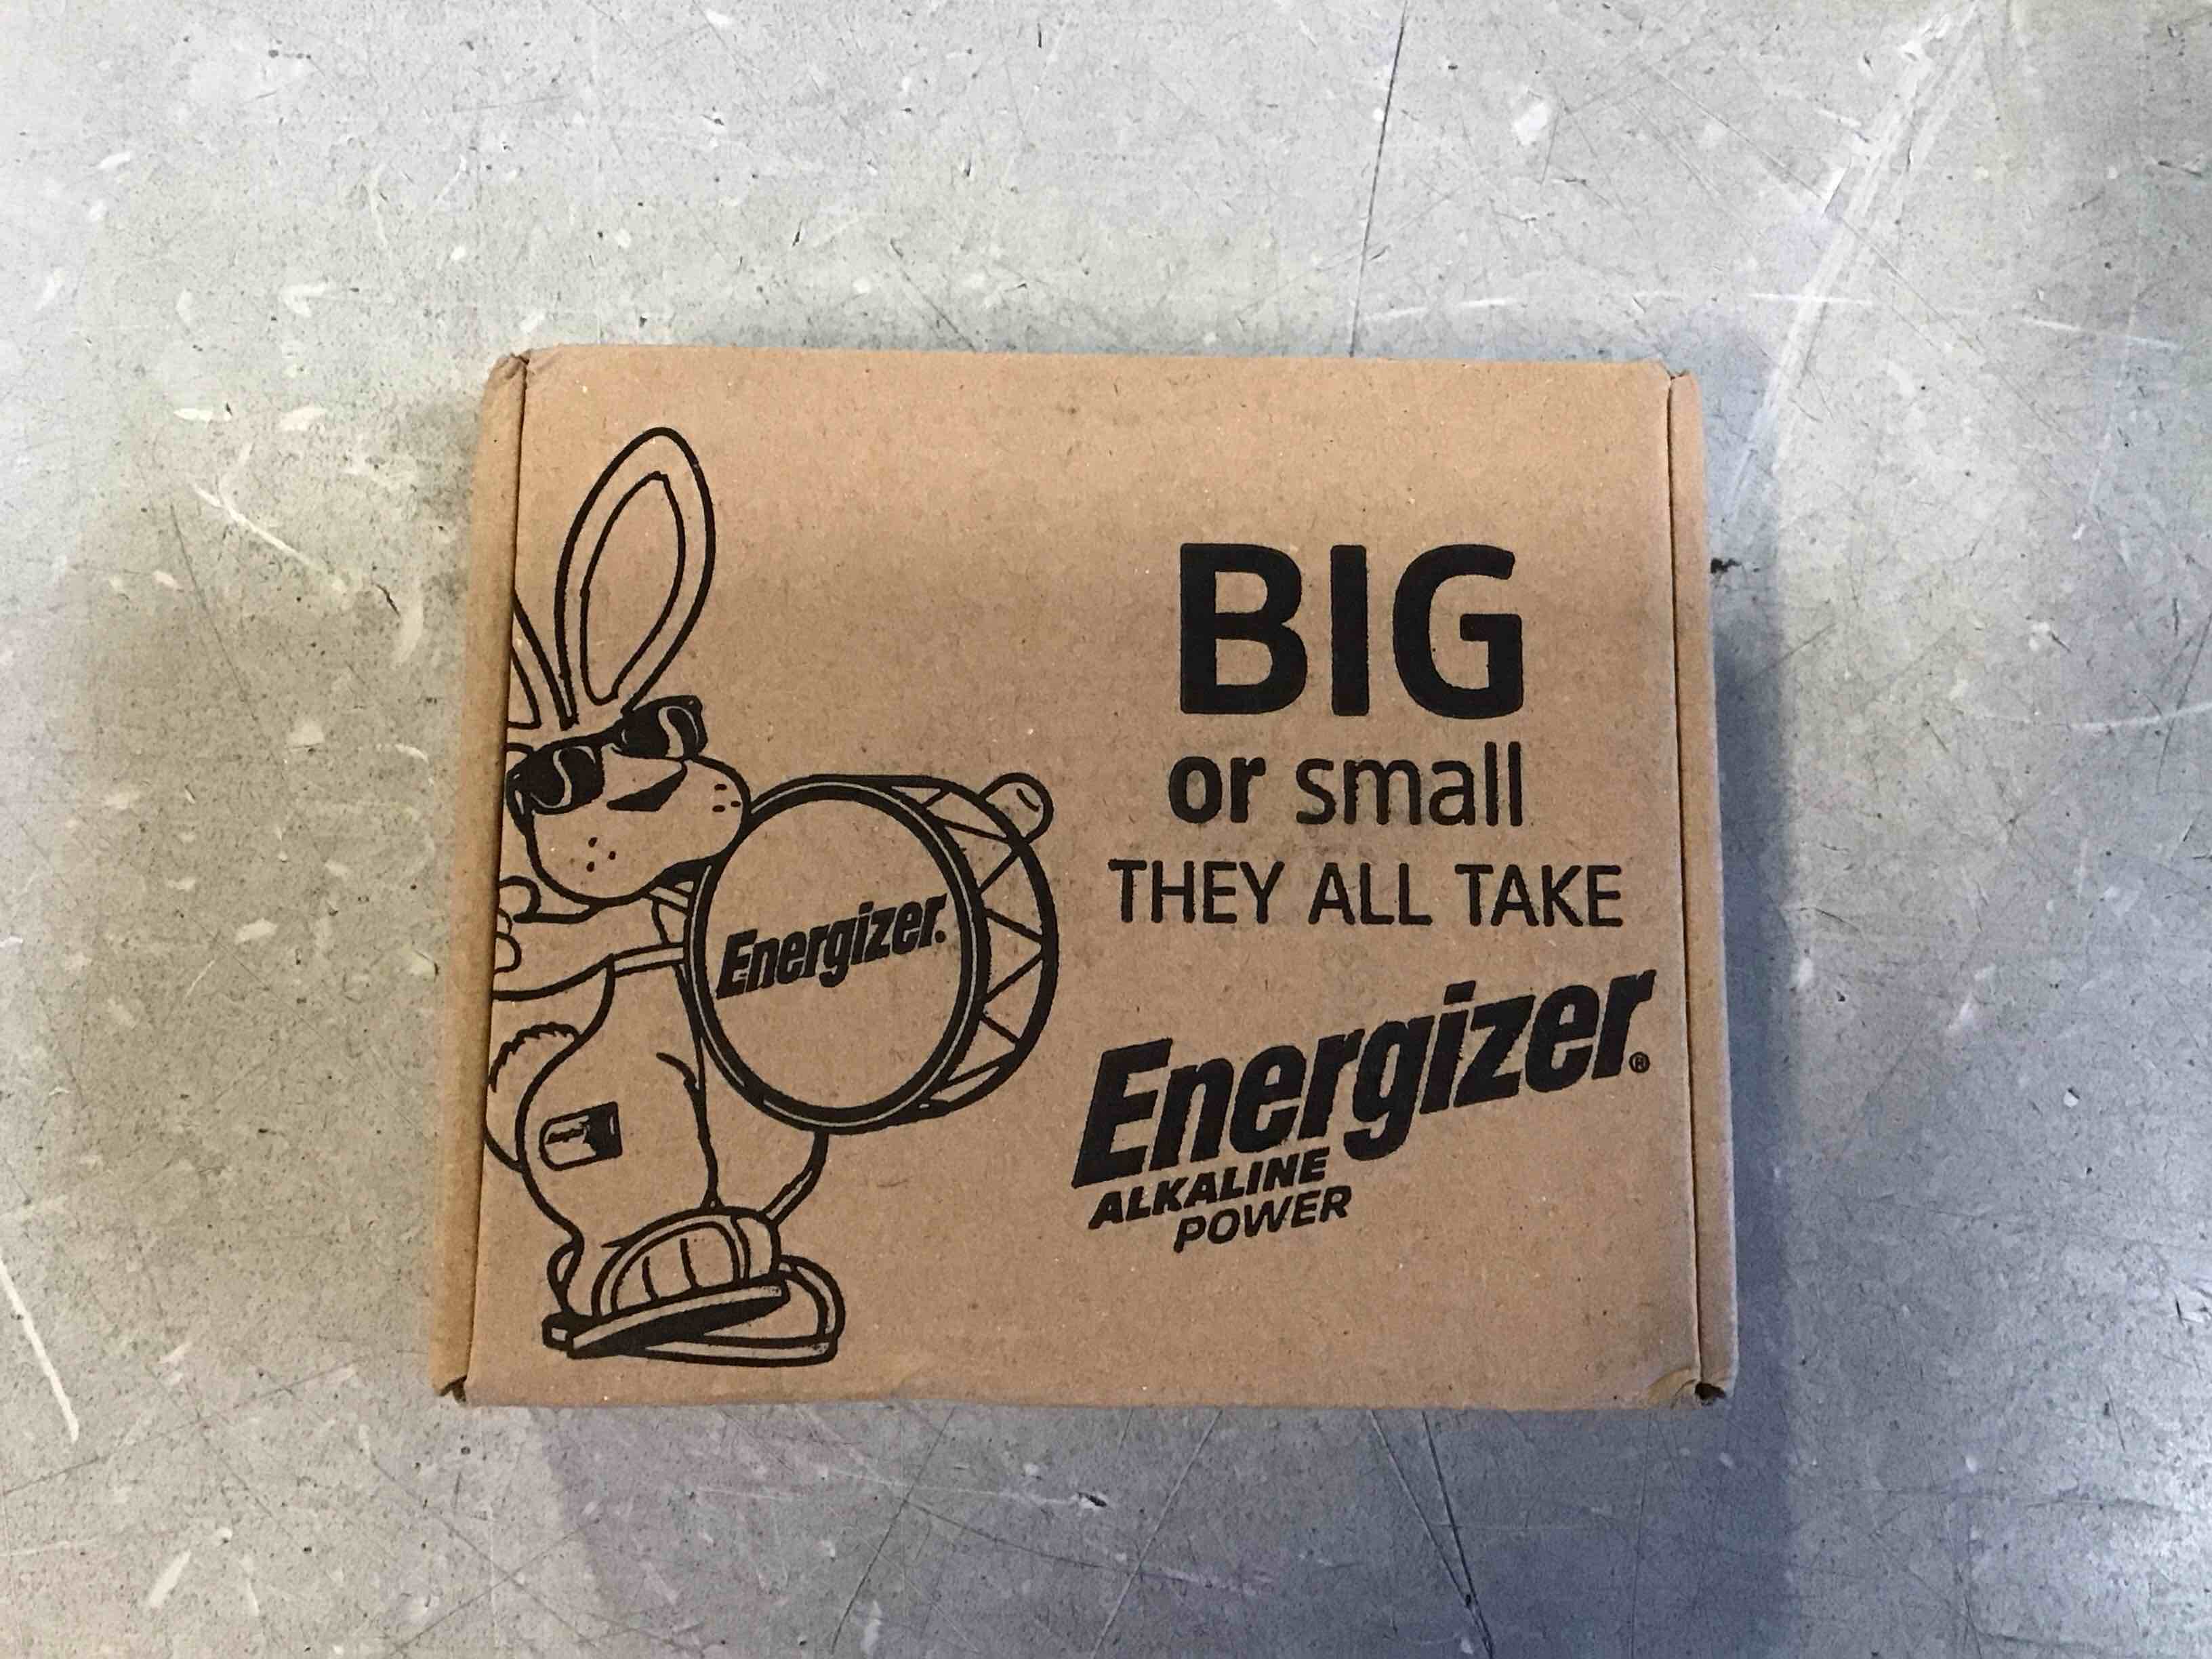 BIG
or small
THEY ALL TAKE
Energizer.
Energizer®
ALKALINE
POWER